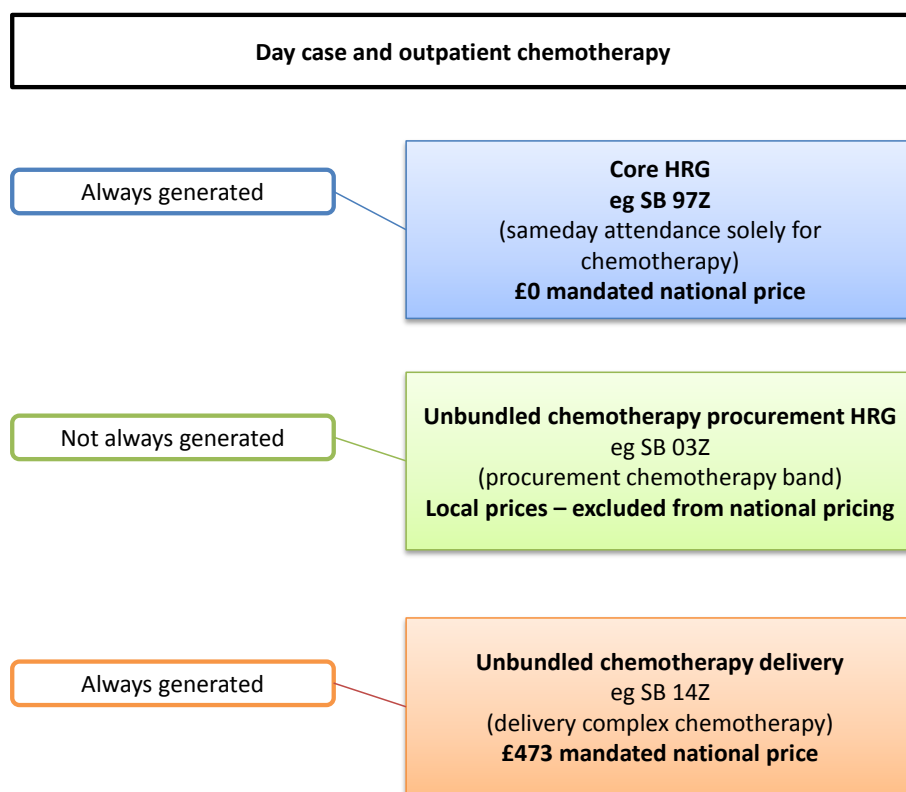 Day case and outpatient chemotherapy
Always generated
Core HRG
eg SB 97Z
(sameday attendance solely for
chemotherapy)
£0 mandated national price
Not always generated
Unbundled chemotherapy procurement HRG
eg SB 03Z
(procurement chemotherapy band)
Local prices – excluded from national pricing
Always generated
Unbundled chemotherapy delivery
eg SB 14Z
(delivery complex chemotherapy)
£473 mandated national price